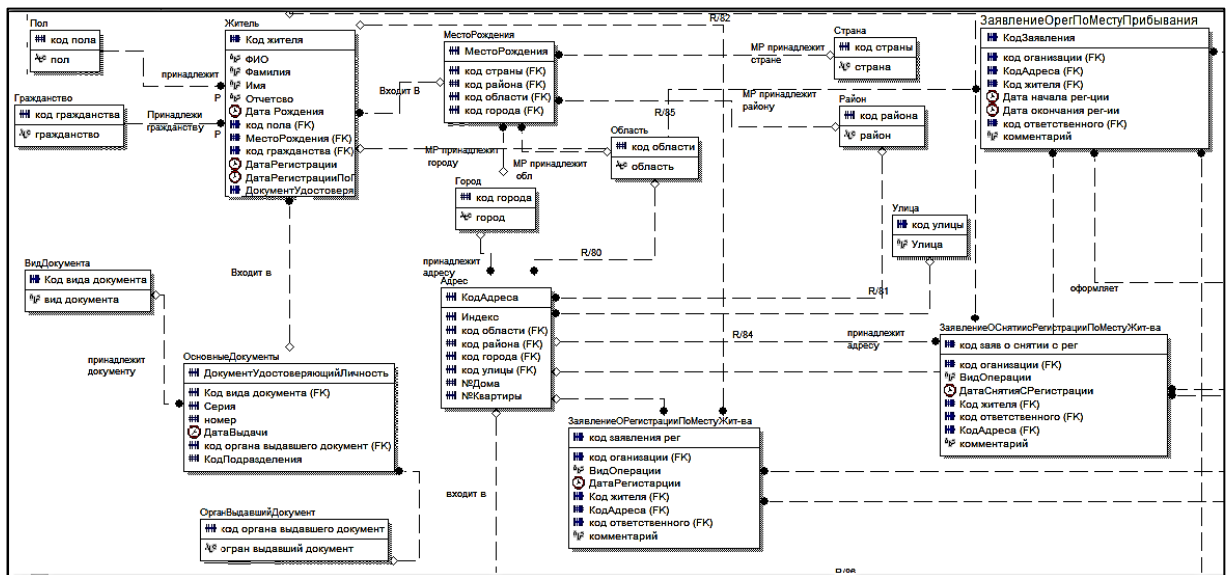 Пол
код пола
пол
Гражданство
код гражданства
гражданство
принадлежит
Р
Принадлежи
гражданству
Р
Житель
Код жителя
ФИО
Фамилия
Имя
Отчетсво
Дата Рождения
код пола (FK)
МестоРождения (FK)
код гражданства (FK)
ДатаРегистрации
ДатаРегистрацииПоГ
ДокументУдостоверя
R/82
МестоРождения
МестоРождения
код страны (FK)
код района (FK)
код области (FK)
код города (FK)
Входит В
МР принадлежит
стране
Страна
код страны
страна
МР принадлежит
району
R/85
Район
код района
район
Область
код области
область
МР принадлежит
городу
МР принадлежит
обл
Город
код города
город
ЗаявлениеОрегПоМестуПрибывания
КодЗаявления
код оганизации (FK)
КодАдреса (FK)
Код жителя (FK)
Дата начала рег-ции
Дата окончания рег-ии
код ответственного (FK)
комментарий
Улица
код улицы
Улица
ВидДокумента
Код вида документа
вид документа
Входит в
принадлежит
адресу
R/80
R/81
R/84
оформляет
принадлежит
адресу
Адрес
КодАдреса
Индекс
код области (FK)
код района (FK)
код города (FK)
код улицы (FK)
№Дома
№Квартиры
принадлежит
документу
ОсновныеДокументы
ДокументУдостоверяющийЛичность
Код вида документа (FK)
Серия
номер
ДатаВыдачи
код органа выдавшего документ (FK)
КодПодразделения
ЗаявлениеОСнятиисРегистрацииПоМестуЖит-ва
код заяв о снятии с рег
код оганизации (FK)
ВидОперации
ДатаСнятияСРегистрации
Код жителя (FK)
код ответственного (FK)
КодАдреса (FK)
комментарий
ЗаявлениеОРегистрацииПоМестуЖит-ва
код заявления рег
код оганизации (FK)
ВидОперации
ДатаРегистарции
Код жителя (FK)
КодАдреса (FK)
код ответственного (FK)
комментарий
входит в
ОрганВыдавшийДокумент
код органа выдавшего документ
огран выдавший документ